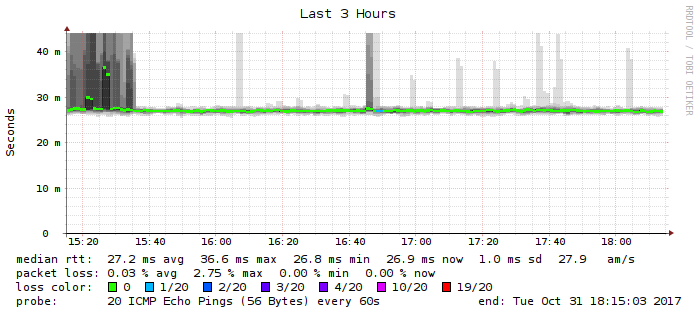 Last 3 Hours
RRDTOOL / TOBI OETIKER
Seconds
40 m
30 m
20 m
10 m
0
15:20 15:40 16:00 16:20 16:40 17:00 17:20 17:40 18:00
median rtt: 27.2 ms avg 36.6 ms max 26.8 ms min 26.9 ms now 1.0 ms sd 27.9 am/s
packet loss: 0.03 % avg 2.75 % max 0.00 % min 0.00 % now
loss color: 0 1/20 2/20 3/20 4/20 10/20 19/20
probe: 20 ICMP Echo Pings (56 Bytes) every 60s end: Tue Oct 31 18:15:03 2017